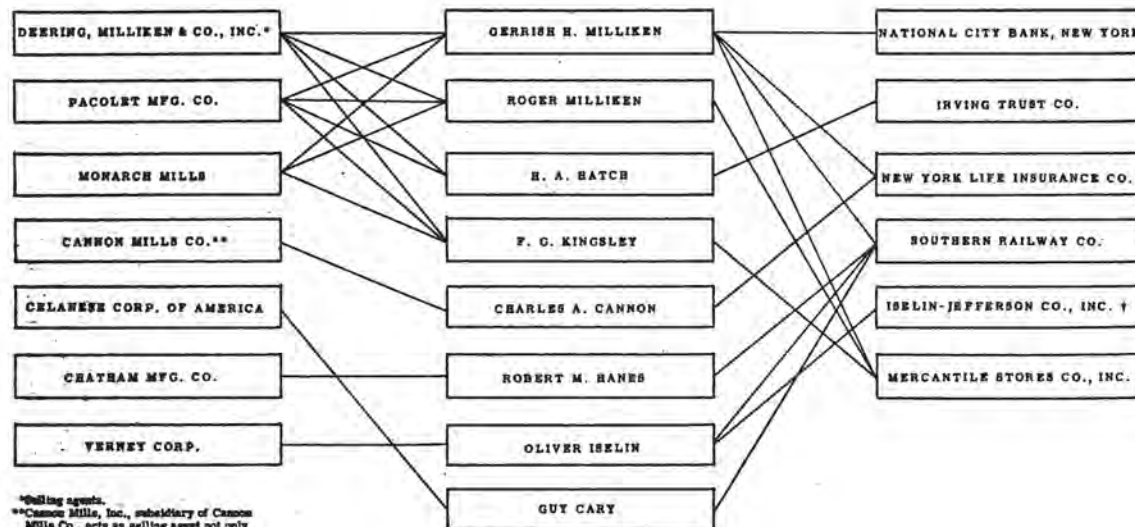 DEERING, MILLIKEN & CO., INC.*
PACOLET MFG. CO.
MONARCH MILLS
CANNON MILLS CO.**
CELANESE CORP. OF AMERICA
CHATHAM MFG. CO.
VERNEY CORP.
*Selling agents.
**Cannon Mills, Inc., subsidiary of Cannon
Mills Co., acts as selling agent not only
GERRISH H. MILLIKEN
ROGER MILLIKEN
H. A. HATCH
F. G. KINGSLEY
CHARLES A. CANNON
ROBERT M. HANES
OLIVER ISELIN
GUY CARY
NATIONAL CITY BANK, NEW YORK
IRVING TRUST CO.
NEW YORK LIFE INSURANCE CO.
SOUTHERN RAILWAY CO.
ISELIN-JEFFERSON CO., INC. †
MERCANTILE STORES CO., INC.